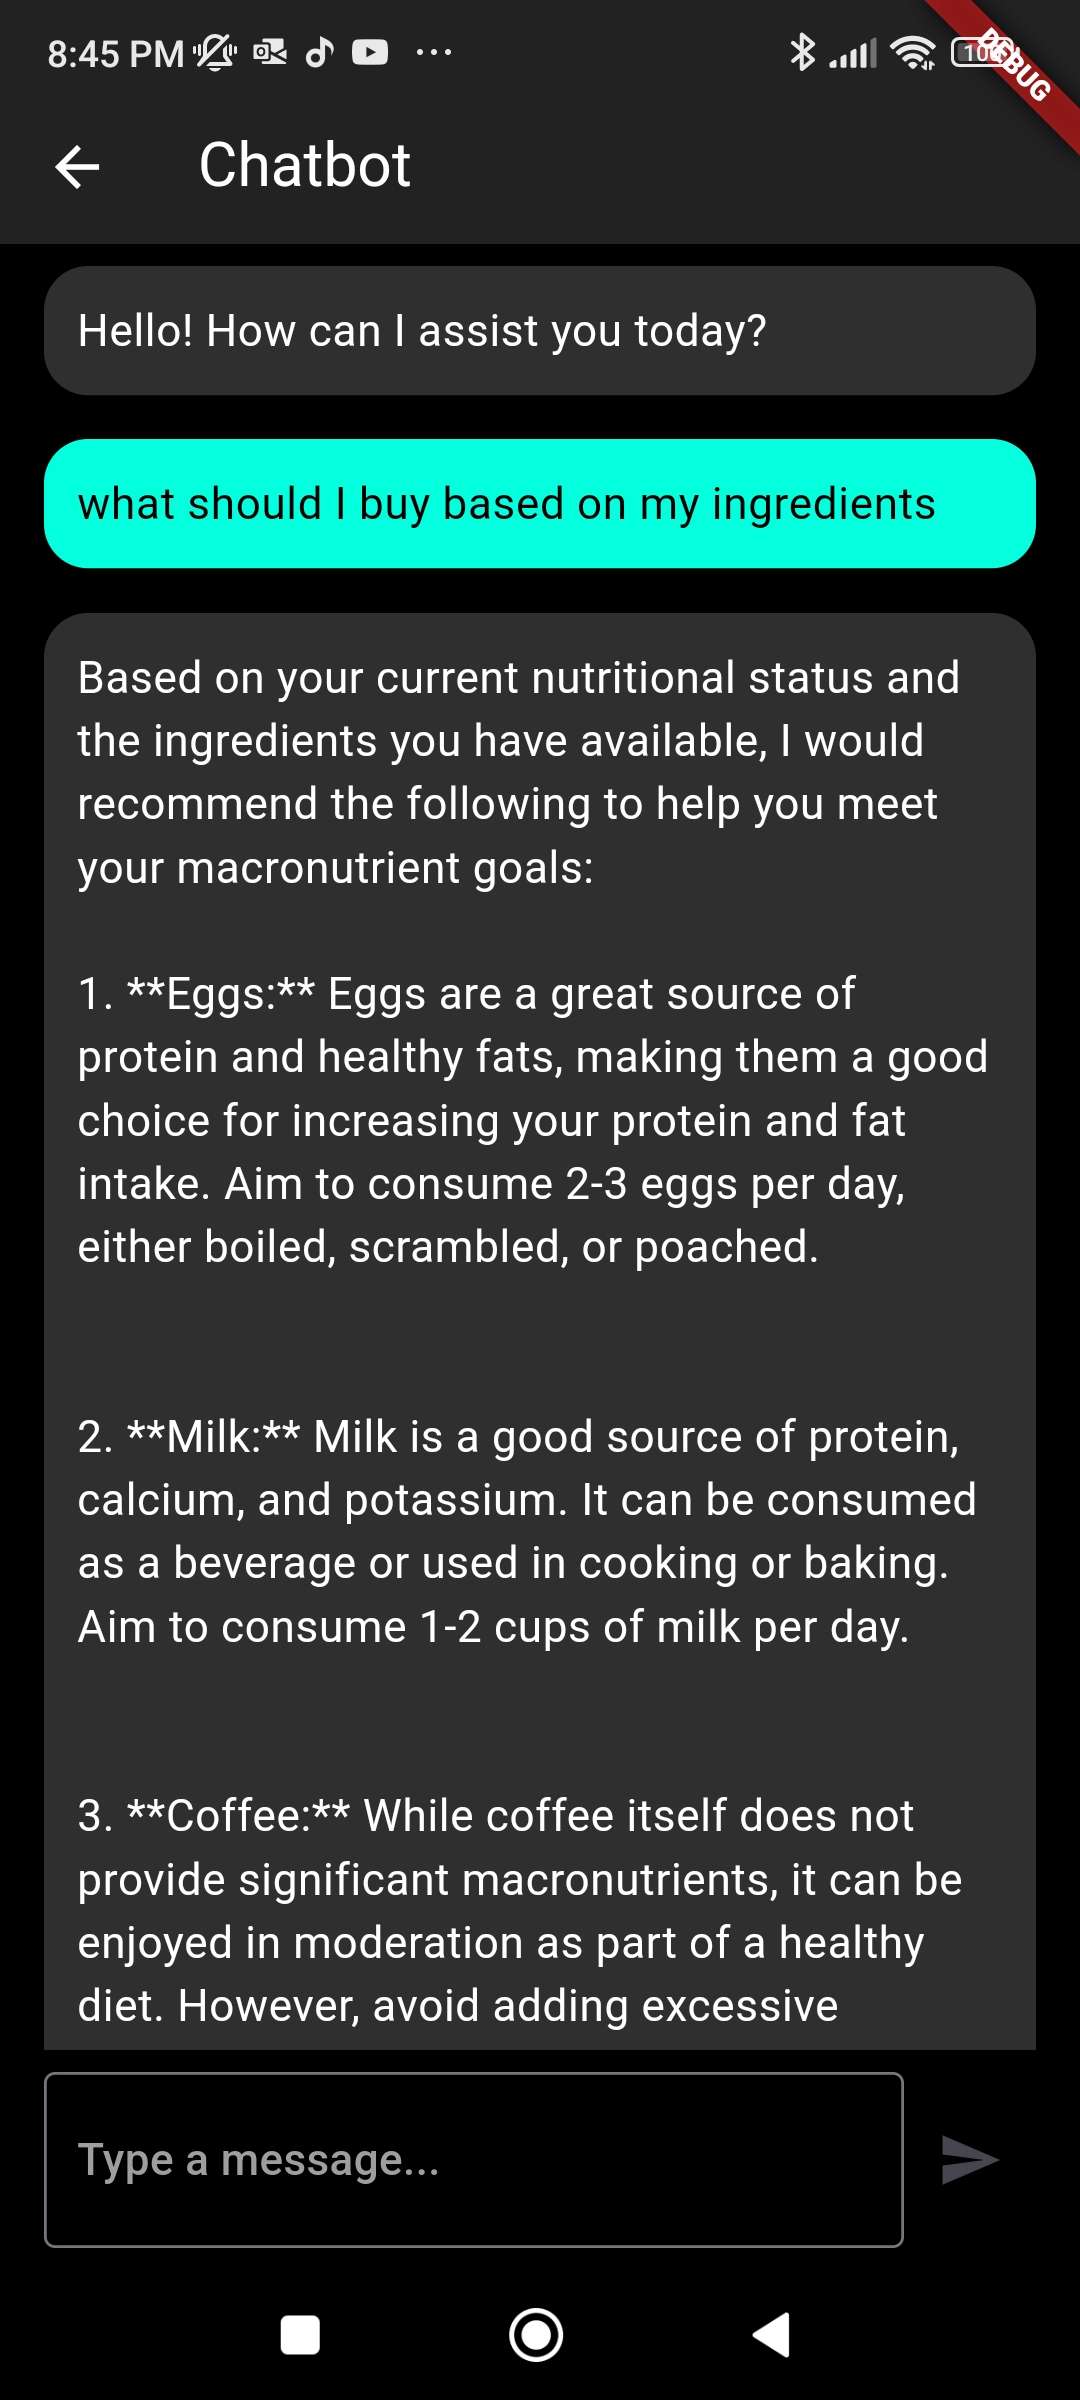 8:45 PM
100
DEBUG
Chatbot
Hello! How can I assist you today?
what should I buy based on my ingredients
Based on your current nutritional status and
the ingredients you have available, I would
recommend the following to help you meet
your macronutrient goals:
1. **Eggs:** Eggs are a great source of
protein and healthy fats, making them a good
choice for increasing your protein and fat
intake. Aim to consume 2-3 eggs per day,
either boiled, scrambled, or poached.
2. **Milk:** Milk is a good source of protein,
calcium, and potassium. It can be consumed
as a beverage or used in cooking or baking.
Aim to consume 1-2 cups of milk per day.
3. **Coffee:** While coffee itself does not
provide significant macronutrients, it can be
enjoyed in moderation as part of a healthy
diet. However, avoid adding excessive
Type a message...